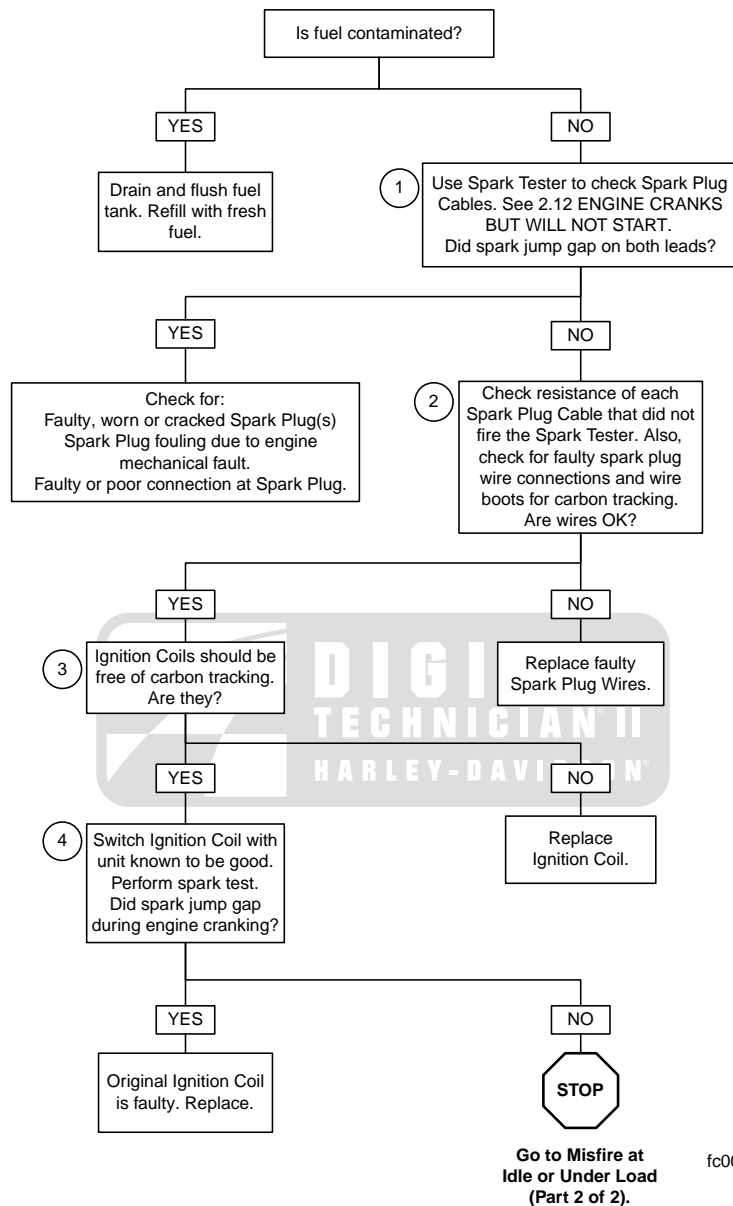 Is fuel contaminated?
YES
NO
Drain and flush fuel
tank. Refill with fresh
fuel.
1
Use Spark Tester to check Spark Plug
Cables. See 2.12 ENGINE CRANKS
BUT WILL NOT START.
Did spark jump gap on both leads?
YES
NO
Check for:
Faulty, worn or cracked Spark Plug(s)
Spark Plug fouling due to engine
mechanical fault.
Faulty or poor connection at Spark Plug.
2
Check resistance of each
Spark Plug Cable that did not
fire the Spark Tester. Also,
check for faulty spark plug
wire connections and wire
boots for carbon tracking.
Are wires OK?
YES
NO
3
Ignition Coils should be
free of carbon tracking.
Are they?
Replace faulty
Spark Plug Wires.
TECHNICIAN II
YES
NO
4
Switch Ignition Coil with
unit known to be good.
Perform spark test.
Did spark jump gap
during engine cranking?
Replace
Ignition Coil.
YES
NO
Original Ignition Coil
is faulty. Replace.
STOP
Go to Misfire at
Idle or Under Load
(Part 2 of 2).